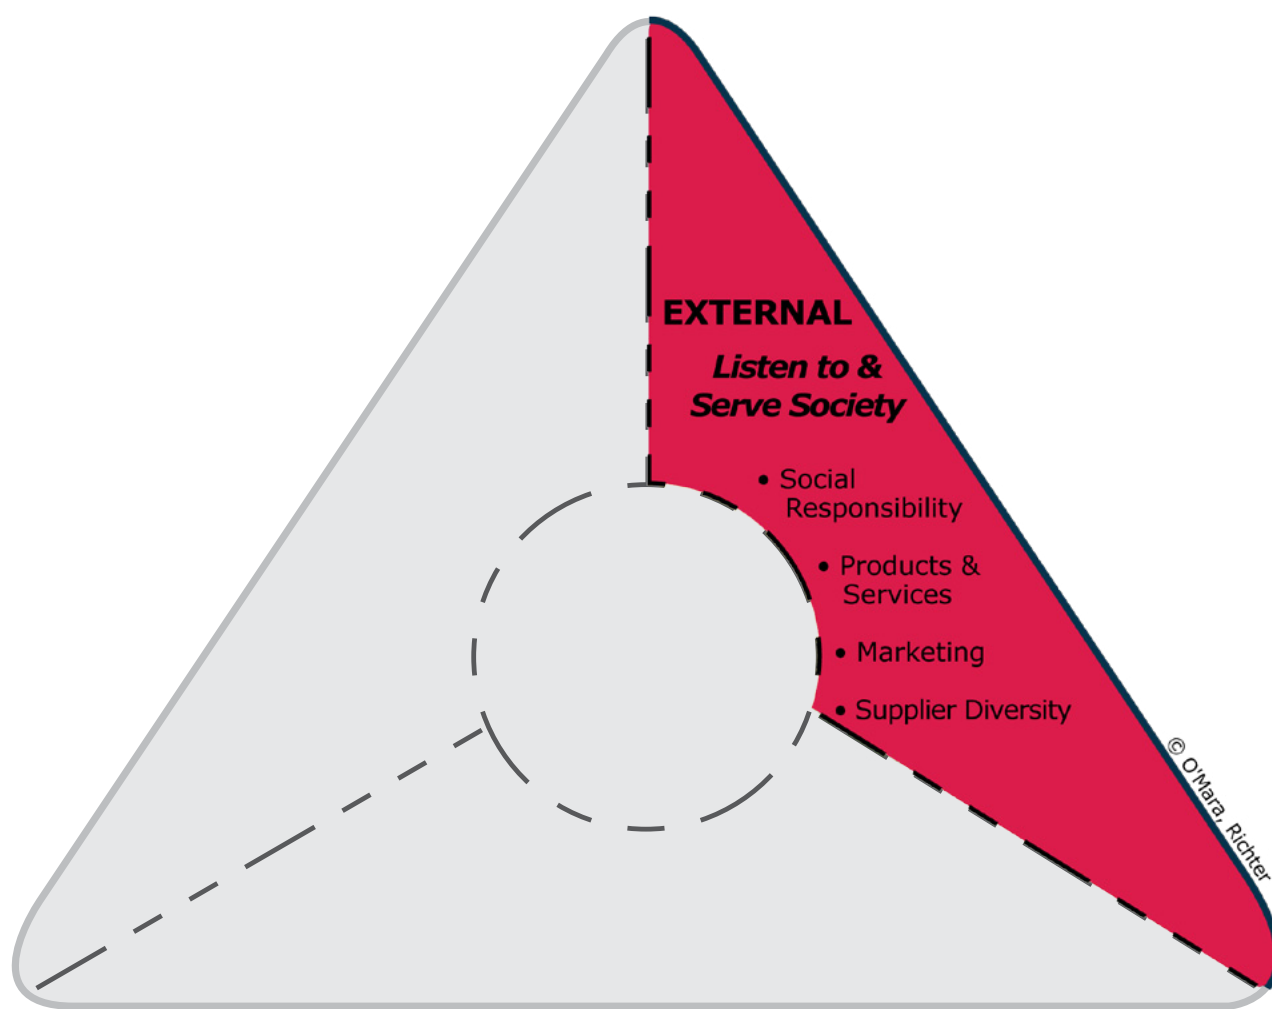 EXTERNAL
Listen to &
Serve Society
• Social
Responsibility
• Products &
Services
• Marketing
• Supplier Diversity
© O'Mara, Richter